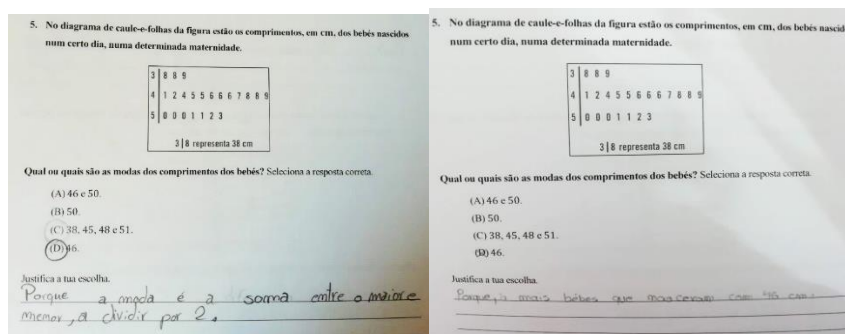 5. No diagrama de caule-e-folhas da figura estão os comprimentos, em cm, dos bebés nascidos
num certo dia, numa determinada maternidade.
3 | 8 8 9
4 | 1 2 4 5 5 6 6 6 7 8 8 9
5 | 0 0 0 1 1 2 3
3|8 representa 38 cm
Qual ou quais são as modas dos comprimentos dos bebés? Seleciona a resposta correta.
(A) 46 e 50.
(B) 50.
(C) 38, 45, 48 e 51.
(D) 46.
Justifica a tua escolha.
Porque a moda é a soma entre o maior e
menor, a dividir por 2.
5. No diagrama de caule-e-folhas da figura estão os comprimentos, em cm, dos bebés nascid
num certo dia, numa determinada maternidade.
3 | 8 8 9
4 | 1 2 4 5 5 6 6 6 7 8 8 9
5 | 0 0 0 1 1 2 3
3|8 representa 38 cm
Qual ou quais são as modas dos comprimentos dos bebés? Seleciona a resposta correta.
(A) 46 e 50.
(B) 50.
(C) 38, 45, 48 e 51.
(D) 46.
Justifica a tua escolha.
Porque, mais bébes que nasceram com 46 cm.